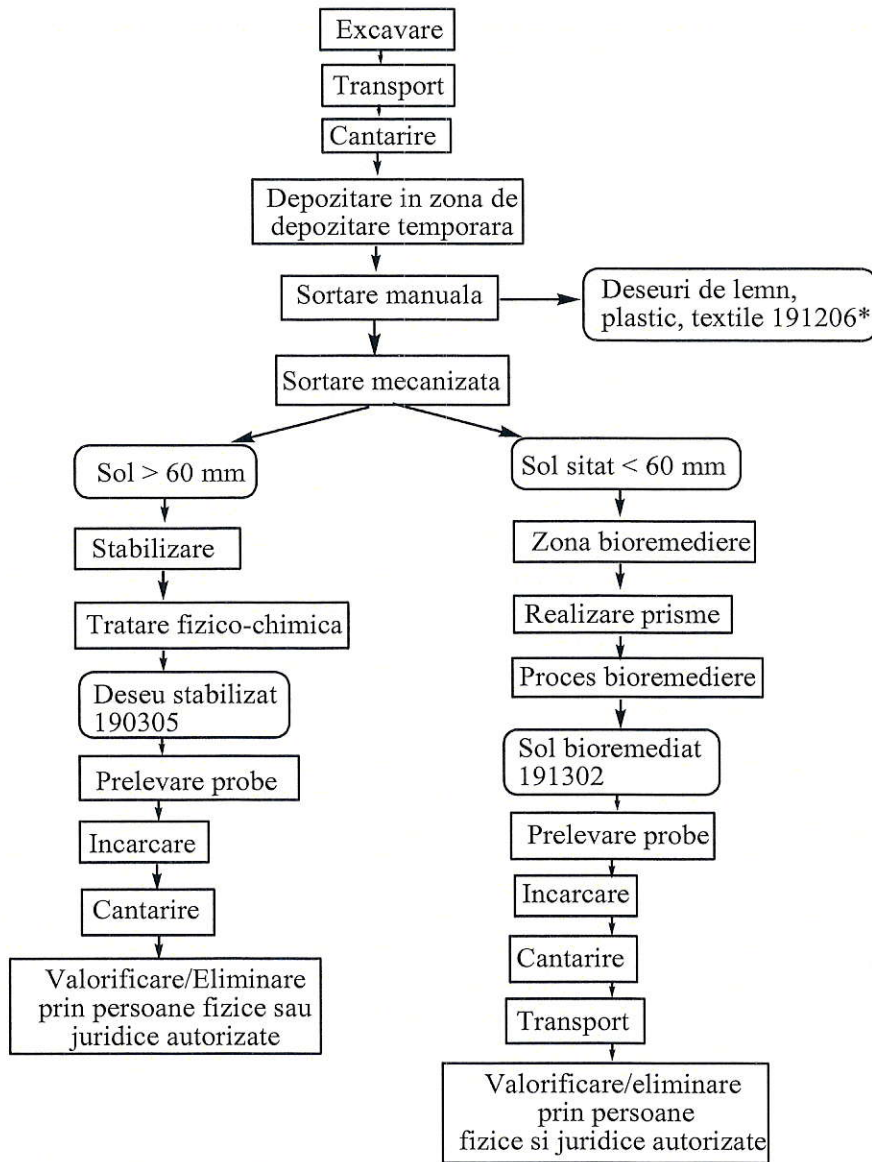 Excavare
Transport
Cantarire
Depozitare in zona de
depozitare temporara
Sortare manuala
Deseuri de lemn,
plastic, textile 191206*
Sortare mecanizata
Sol > 60 mm
Stabilizare
Tratare fizico-chimica
Deseu stabilizat
190305
Prelevare probe
Incarcare
Cantarire
Valorificare/Eliminare
prin persoane fizice sau
juridice autorizate
Sol sitat < 60 mm
Zona bioremediere
Realizare prisme
Proces bioremediere
Sol bioremediat
191302
Prelevare probe
Incarcare
Cantarire
Transport
Valorificare/eliminare
prin persoane
fizice si juridice autorizate